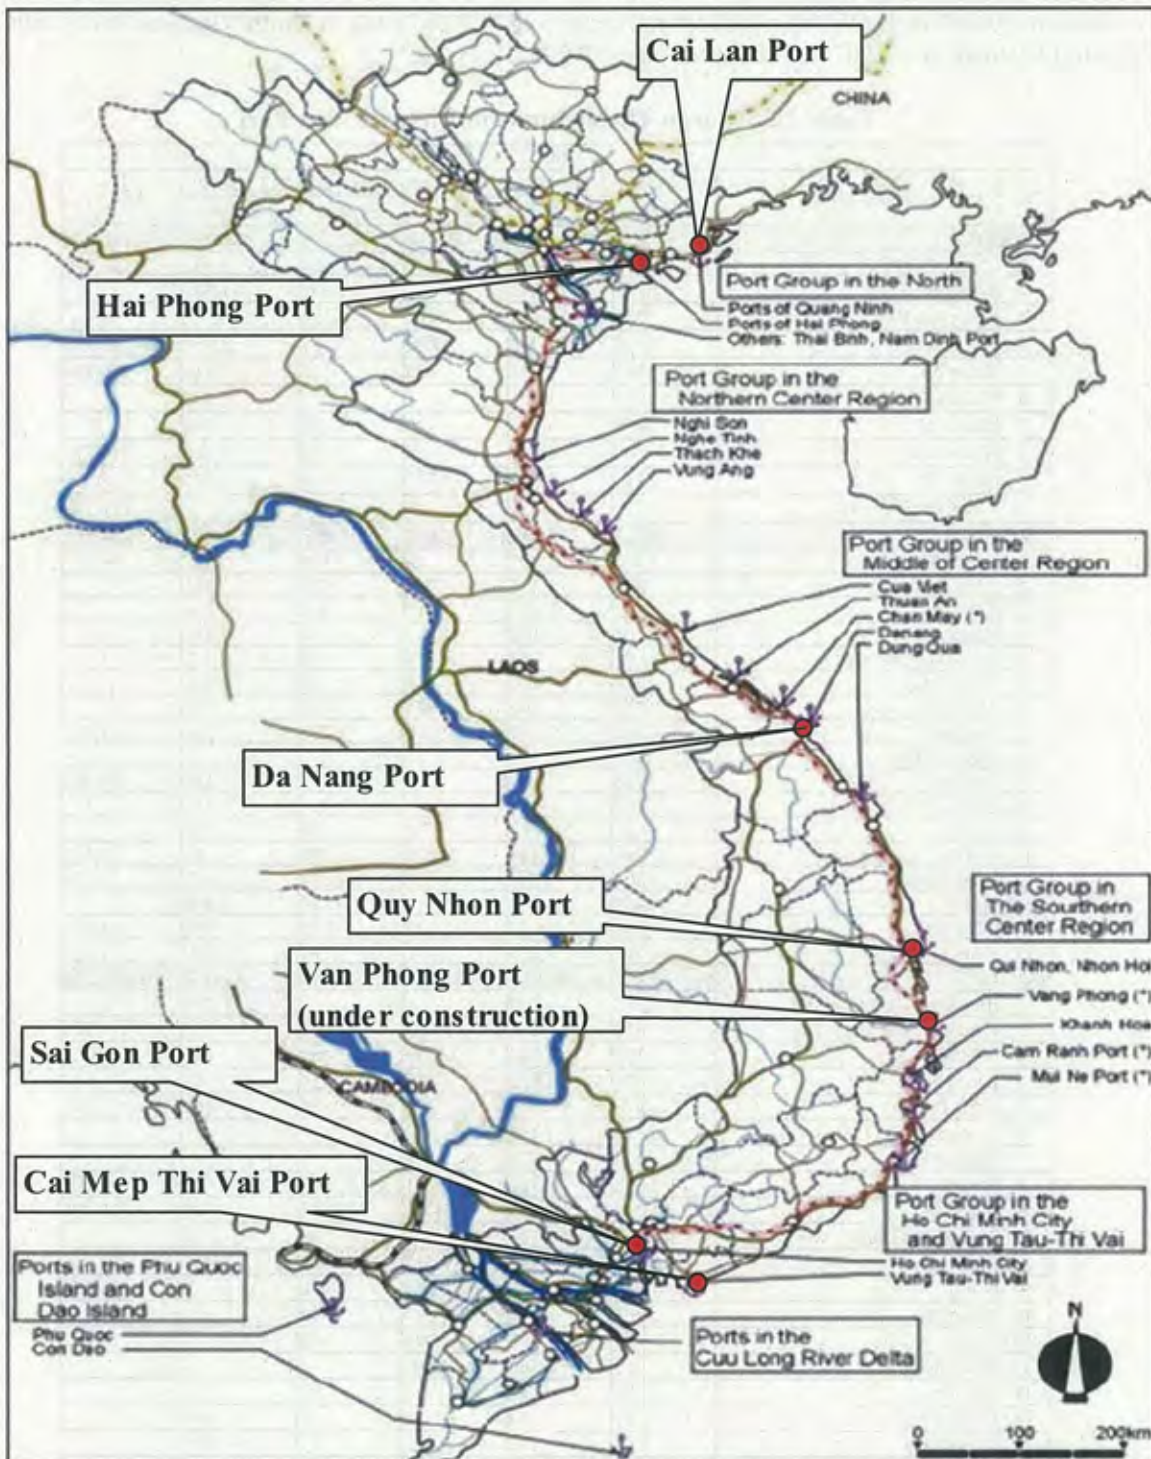 Cai Lan Port
CHINA
Hai Phong Port
Port Group in the North
Ports of Quang Ninh
Ports of Hai Phong
Others: Thai Binh, Nam Dinh Port
Port Group in the
Northern Center Region
Nghi Son
Nghe Tinh
Thach Khe
Vung Ang
Port Group in the
Middle of Center Region
Cua Viet
Thuan An
Chan May (*)
Danang
Dung Qua
LAOS
Da Nang Port
Quy Nhon Port
Port Group in
The Sourthern
Center Region
Qui Nhon, Nhon Hoi
Van Phong Port
(under construction)
Vang Phong (*)
Khanh Hoa
Cam Ranh Port (*)
Mui Ne Port (*)
Sai Gon Port
CAMBODIA
Cai Mep Thi Vai Port
Port Group in the
Ho Chi Minh City
and Vung Tau-Thi Vai
Ho Chi Minh City
Vung Tau-Thi Vai
Ports in the Phu Quoc
Island and Con
Dao Island
Phu Quoc
Con Dao
Ports in the
Cuu Long River Delta
N
0 100 200km